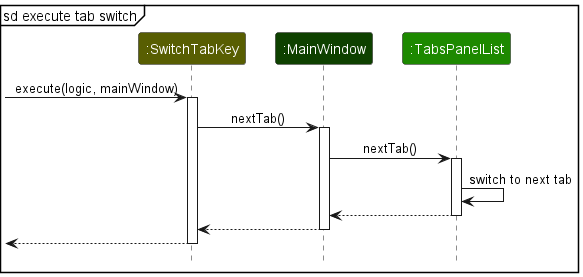 sd execute tab switch
:SwitchTabKey
:MainWindow
:TabsPanelList
execute(logic, mainWindow)
nextTab()
nextTab()
switch to next tab